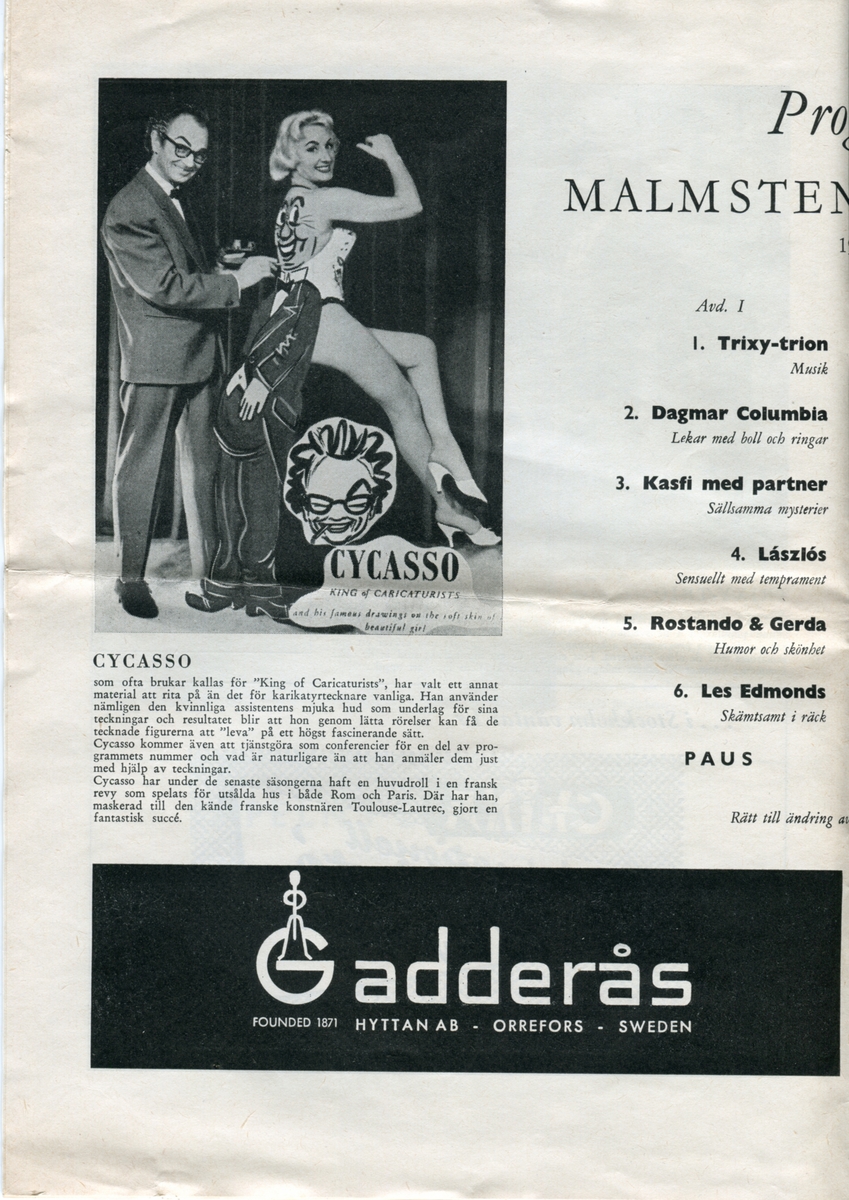 CYCASSO
KING of CARICATURISTS
and his famous drawings on the soft skin of
beautiful girl
CYCASSO
som ofta brukar kallas för ”King of Caricaturists”, har valt ett annat
material att rita på än det för karikatyrtecknare vanliga. Han använder
nämligen den kvinnliga assistentens mjuka hud som underlag för sina
teckningar och resultatet blir att hon genom lätta rörelser kan få de
tecknade figurerna att ”leva” på ett högst fascinerande sätt.
Cycasso kommer även att tjänstgöra som conferencier för en del av pro-
grammets nummer och vad är naturligare än att han anmäler dem just
med hjälp av teckningar.
Cycasso har under de senaste säsongerna haft en huvudroll i en fransk
revy som spelats för utsålda hus i både Rom och Paris. Där har han,
maskerad till den kände franske konstnären Toulouse-Lautrec, gjort en
fantastisk succé.
Pro
MALMSTEN
1
Avd. I
1. Trixy-trion
Musik
2. Dagmar Columbia
Lekar med boll och ringar
3. Kasfi med partner
Sällsamma mysterier
4. Lászlós
Sensuellt med temprament
5. Rostando & Gerda
Humor och skönhet
6. Les Edmonds
Skämtsamt i räck
PAUS
Rätt till ändring av
Gadderås
FOUNDED 1871 HYTTAN AB - ORREFORS - SWEDEN